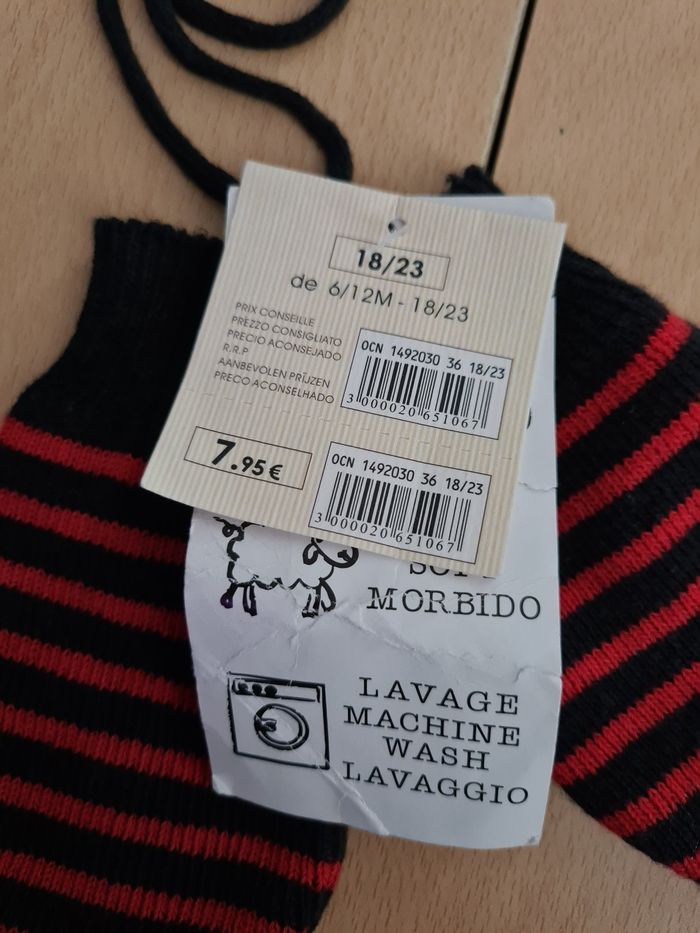 18/23
de 6/12M - 18/23
PRIX CONSEILLE
PREZZO CONSIGLIATO
PRECIO ACONSEJADO
R.R.P
AANBEVOLEN PRIJZEN
PRECO ACONSELHADO
OCN 1492030 36 18/23
3 000020 651067
7.95€
OCN 1492030 36 18/23
3 000020 651067
MORBIDO
LAVAGE
MACHINE
WASH
LAVAGGIO